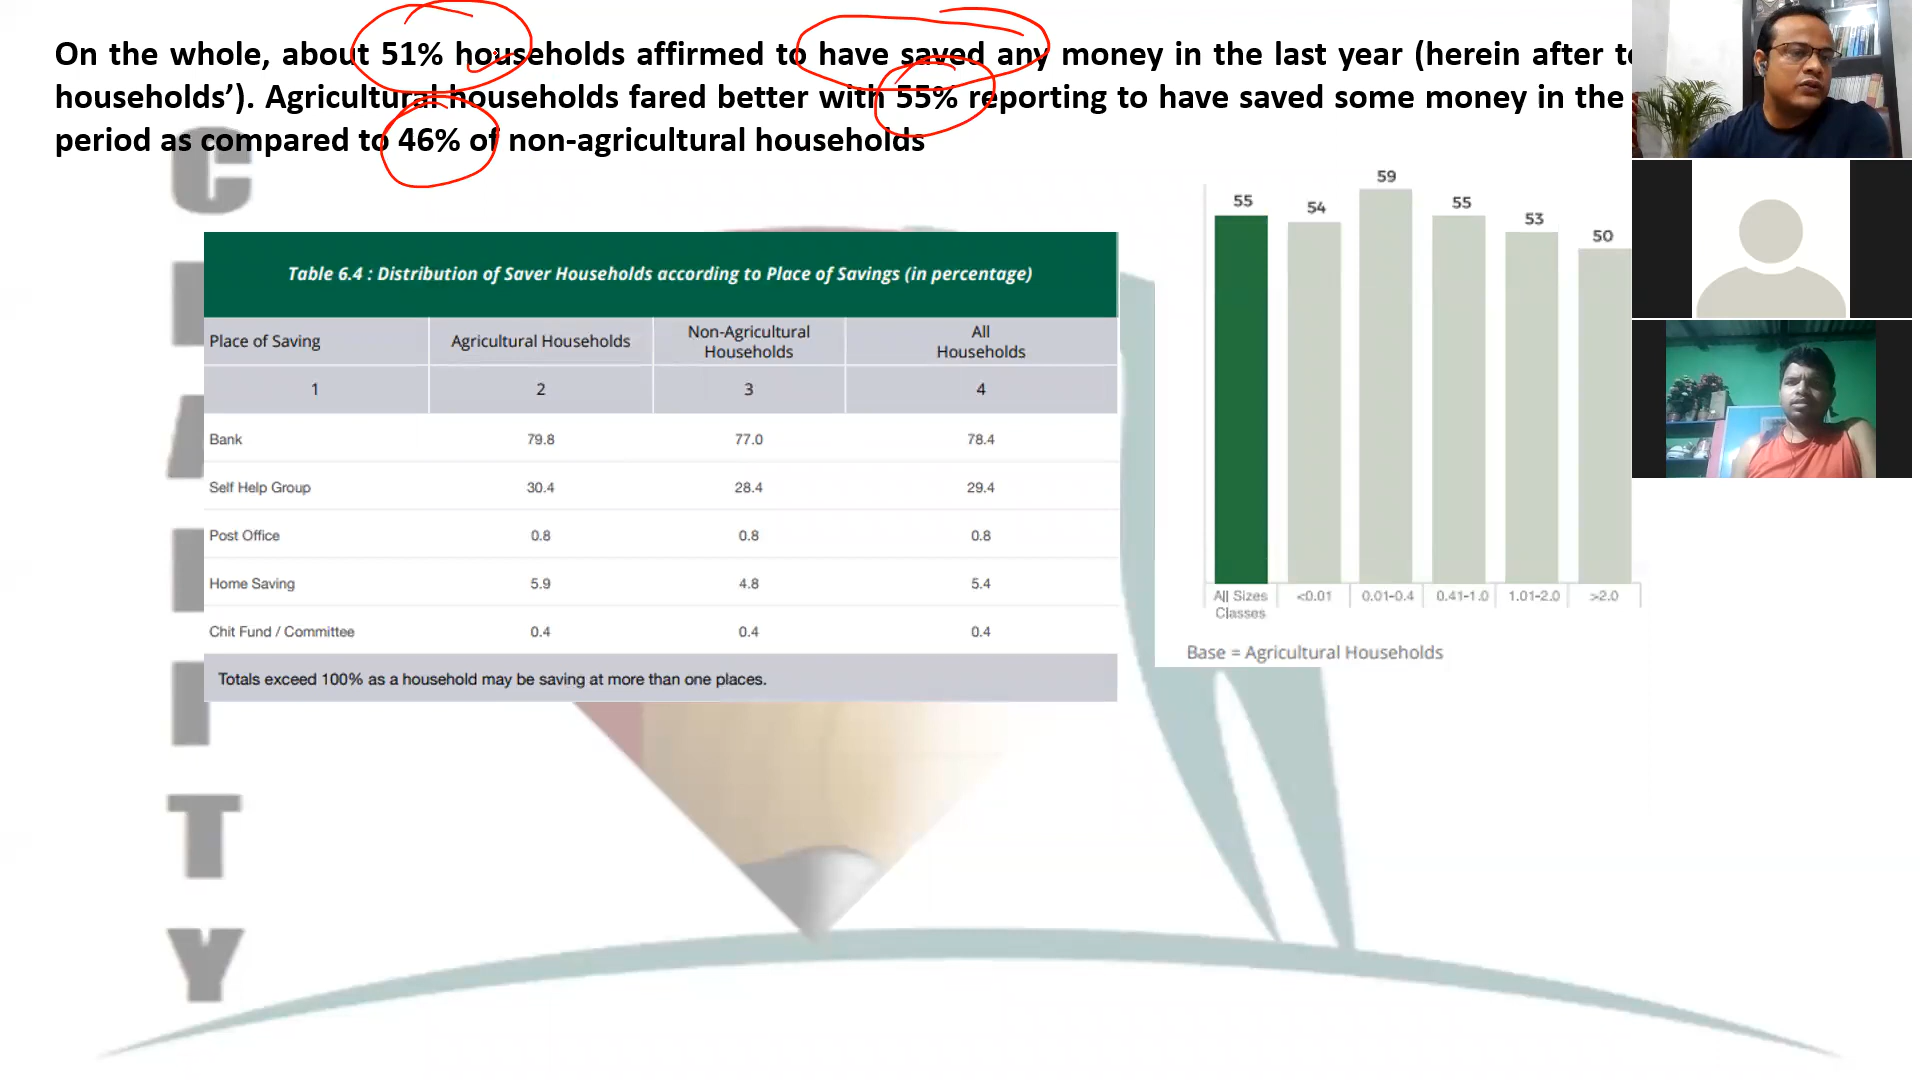 On the whole, about 51% households affirmed to have saved any money in the last year (herein after
households’). Agricultural households fared better with 55% reporting to have saved some money in the
period as compared to 46% of non-agricultural households
Table 6.4 : Distribution of Saver Households according to Place of Savings (in percentage)
Place of Saving Agricultural Households Non-Agricultural Households All Households
1 2 3 4
Bank 79.8 77.0 78.4
Self Help Group 30.4 28.4 29.4
Post Office 0.8 0.8 0.8
Home Saving 5.9 4.8 5.4
Chit Fund / Committee 0.4 0.4 0.4
Totals exceed 100% as a household may be saving at more than one places.
55 54 59 55 53 50
All Sizes Classes <0.01 0.01-0.4 0.41-1.0 1.01-2.0 >2.0
Base = Agricultural Households